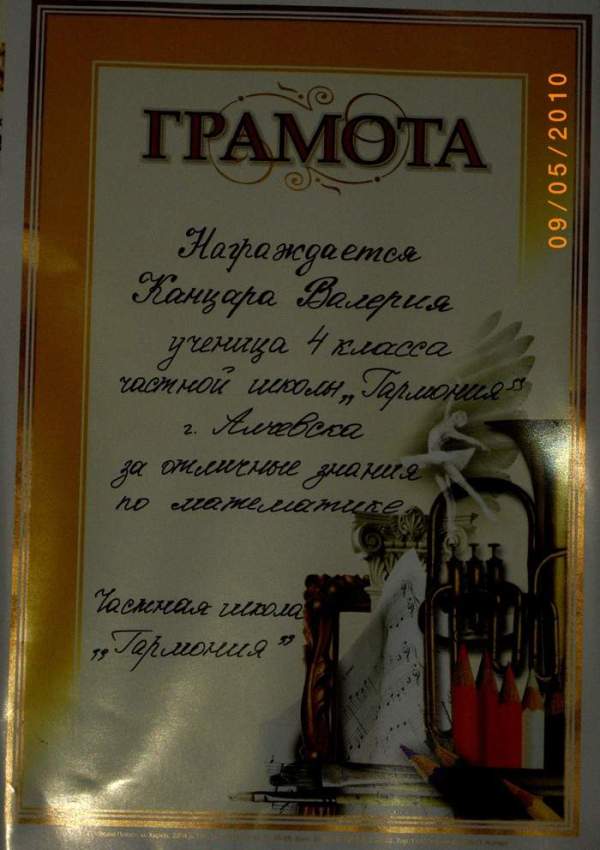 ГРАМОТА
09/05/2010
Награждается
Канцара Валерия
ученица 4 класса
частной школы „Гармония"
г. Алчевска
за отличные знания
по математике
Частная школа
„Гармония"